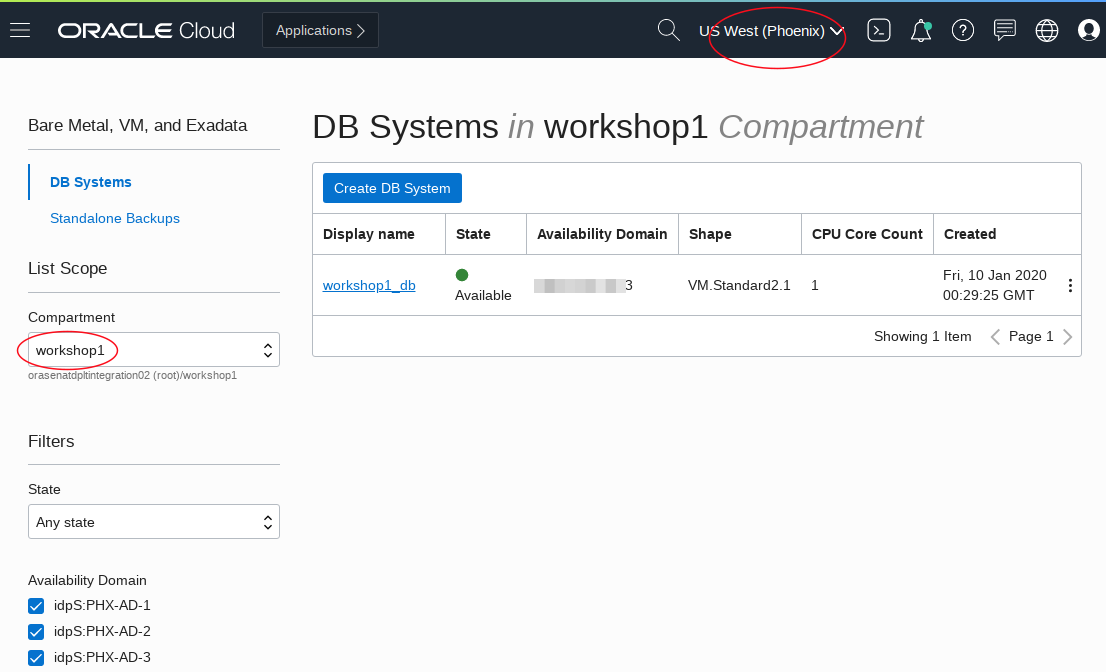 ORACLE Cloud
Applications
US West (Phoenix)
Bare Metal, VM, and Exadata
DB Systems
Standalone Backups
List Scope
Compartment
workshop1
orasenatdpltintegration02 (root)/workshop1
Filters
State
Any state
Availability Domain
idpS:PHX-AD-1
idpS:PHX-AD-2
idpS:PHX-AD-3
DB Systems in workshop1 Compartment
Create DB System
Display name State Availability Domain Shape CPU Core Count Created
workshop1_db Available 3 VM.Standard2.1 1 Fri, 10 Jan 2020
00:29:25 GMT
Showing 1 Item Page 1